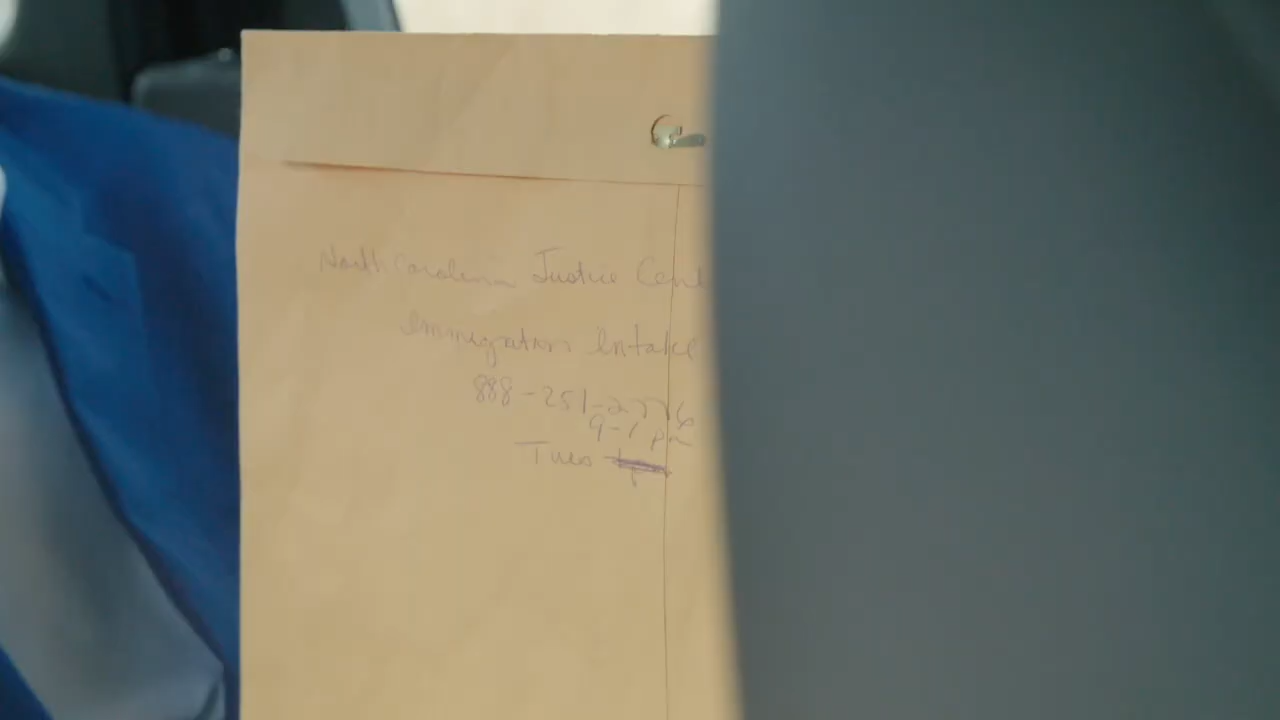 North Carolina Justice Cent
Immigration Intake
888-251-2776
9-1 pm
Tues